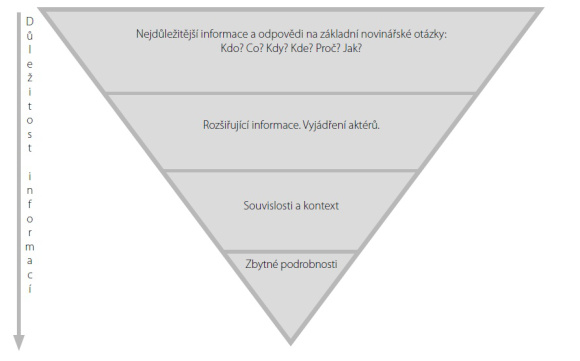 Důležitost informací
Nejdůležitější informace a odpovědi na základní novinářské otázky:
Kdo? Co? Kdy? Kde? Proč? Jak?
Rozšiřující informace. Vyjádření aktérů.
Souvislosti a kontext
Zbytné podrobnosti